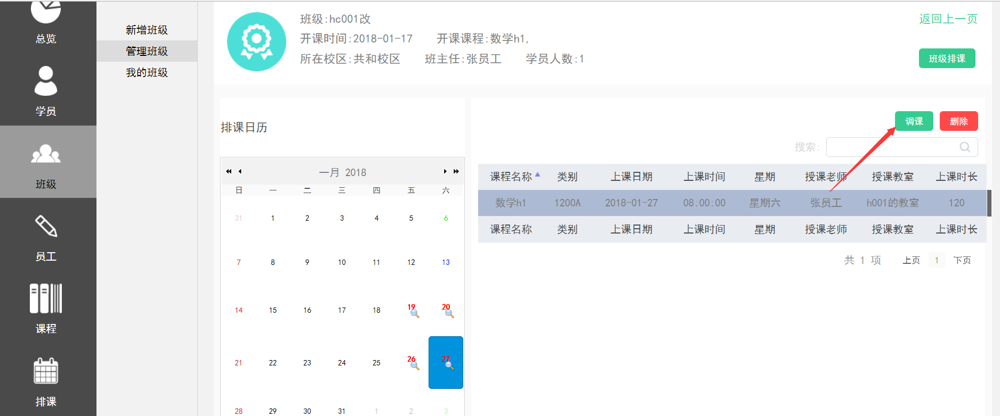 总览
学员
班级
员工
课程
排课
新增班级
管理班级
我的班级
班级:hc001改
开课时间:2018-01-17 开课课程:数学h1,
所在校区:共和校区 班主任:张员工 学员人数:1
返回上一页
班级排课
排课日历
一月 2018
日 一 二 三 四 五 六
31 1 2 3 4 5 6
7 8 9 10 11 12 13
14 15 16 17 18 19 20
21 22 23 24 25 26 27
28 29 30 31 1 2 3
调课 删除
搜索:
课程名称 类别 上课日期 上课时间 星期 授课老师 授课教室 上课时长
数学h1 1200A 2018-01-27 08:00:00 星期六 张员工 h001的教室 120
课程名称 类别 上课日期 上课时间 星期 授课老师 授课教室 上课时长
共 1 项 上页 1 下页